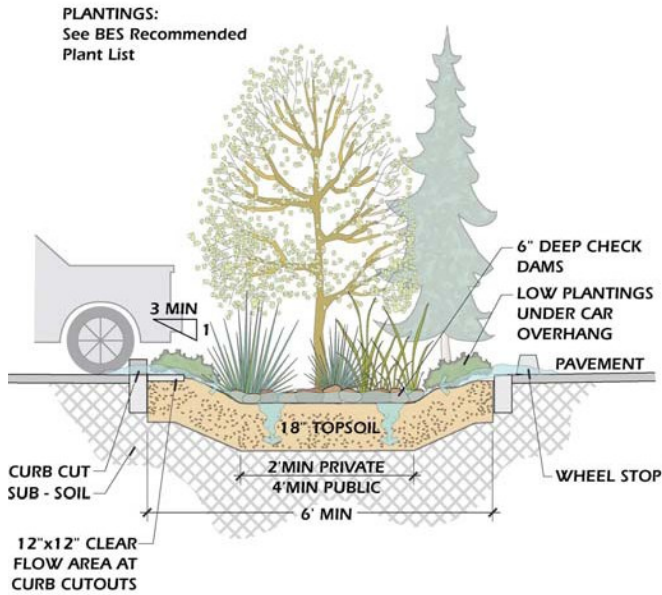 PLANTINGS:
See BES Recommended
Plant List
6" DEEP CHECK
DAMS
3 MIN
1
LOW PLANTINGS
UNDER CAR
OVERHANG
PAVEMENT
18" TOPSOIL
CURB CUT
2'MIN PRIVATE
WHEEL STOP
SUB - SOIL
4'MIN PUBLIC
6' MIN
12"x12" CLEAR
FLOW AREA AT
CURB CUTOUTS